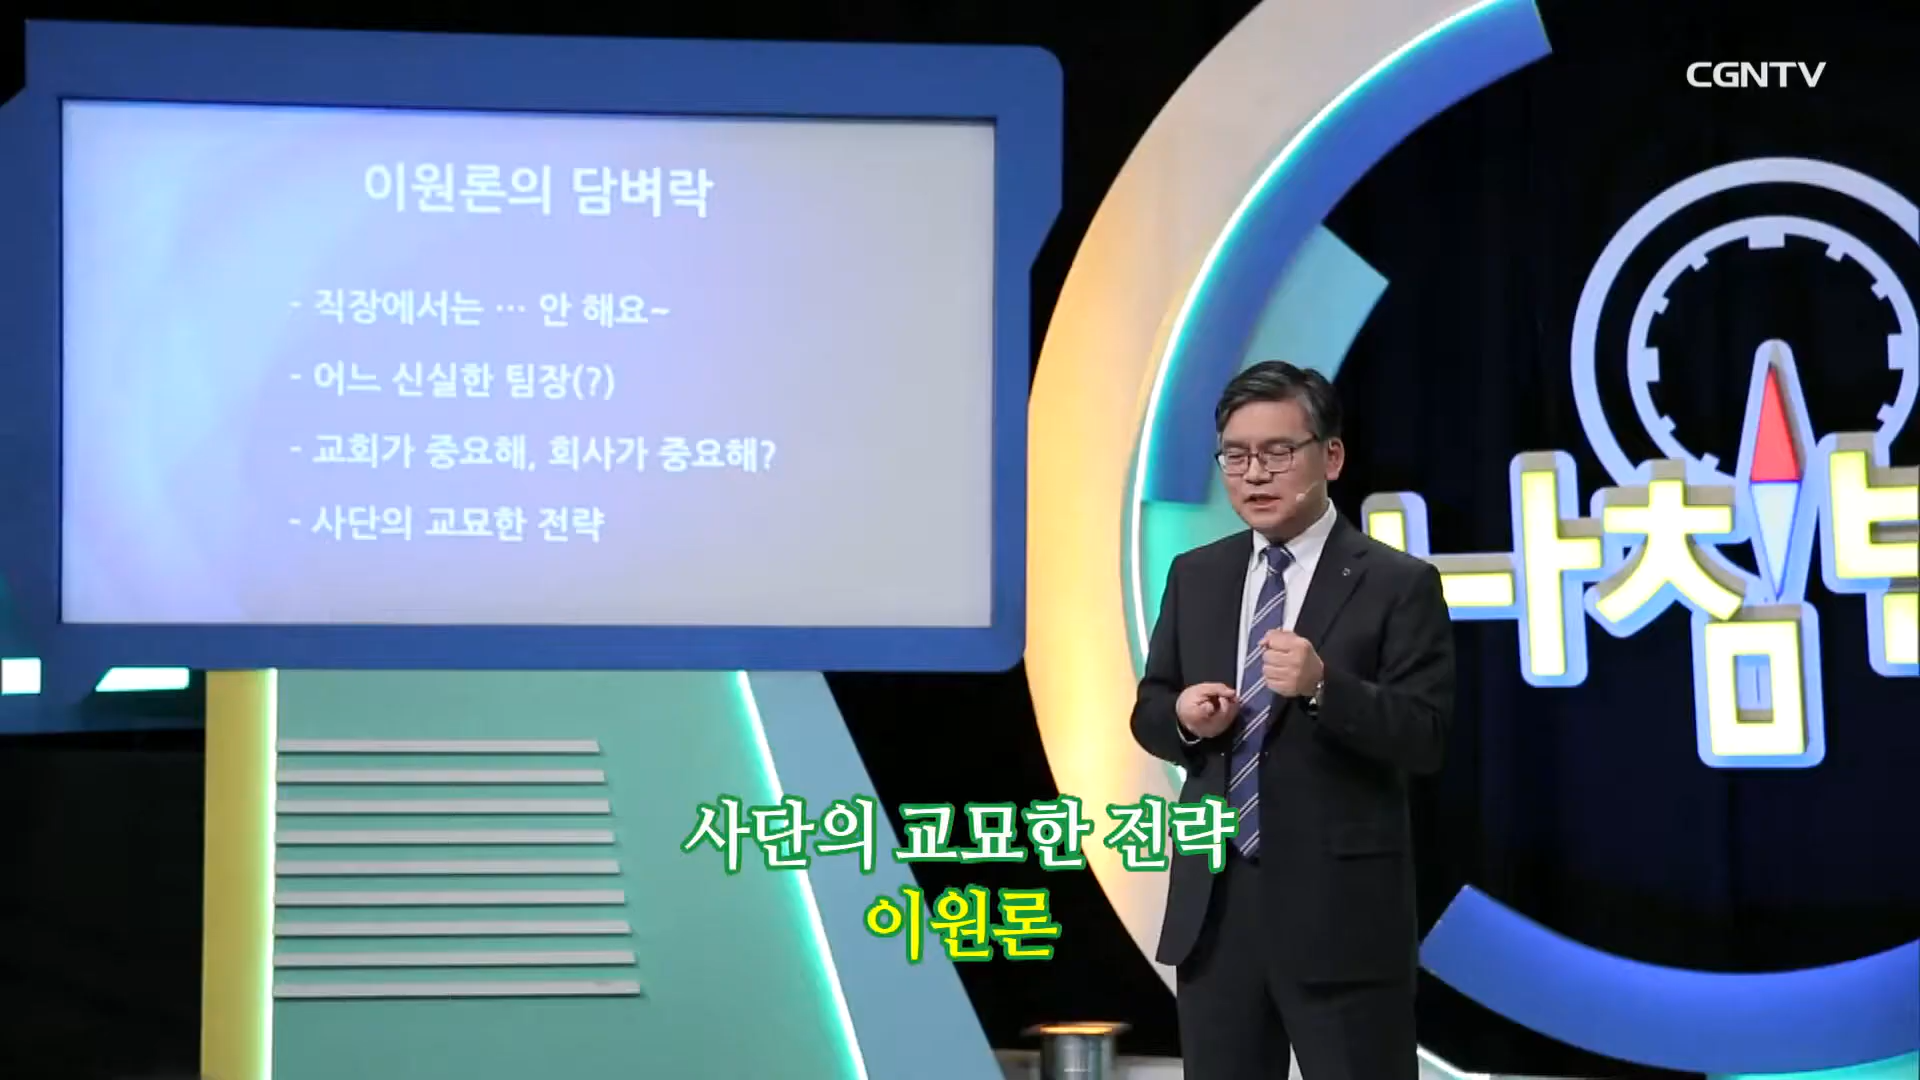 CGNTV
이원론의 담벼락
- 직장에서는 … 안 해요~
- 어느 신실한 팀장(?)
- 교회가 중요해, 회사가 중요해?
- 사단의 교묘한 전략
나침
사단의 교묘한 전략
이원론